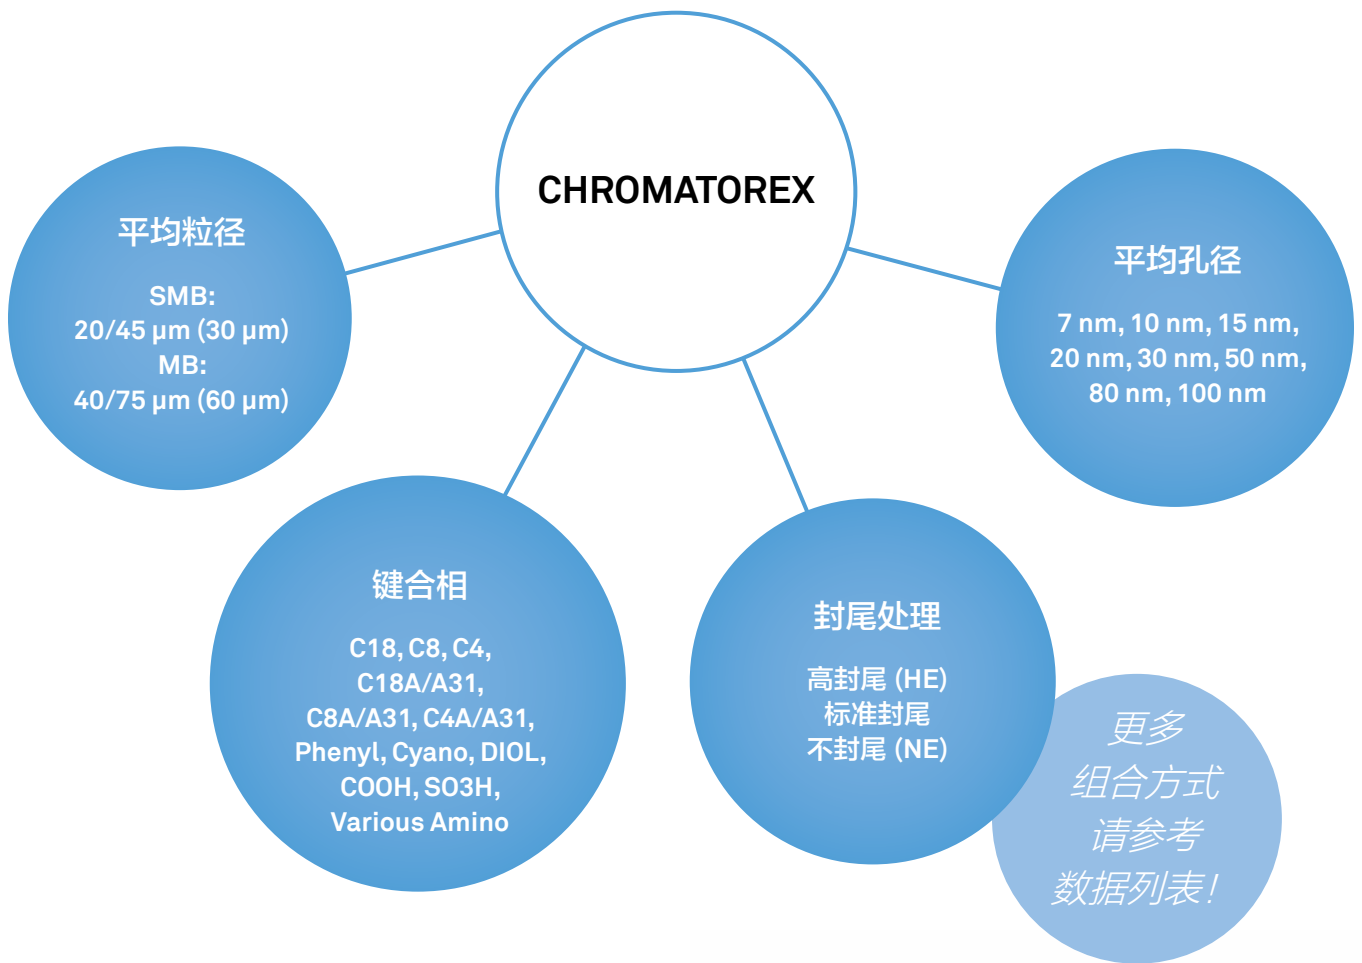 CHROMATOREX
平均粒径
SMB:
20/45 µm (30 µm)
MB:
40/75 µm (60 µm)
平均孔径
7 nm, 10 nm, 15 nm,
20 nm, 30 nm, 50 nm,
80 nm, 100 nm
键合相
C18, C8, C4,
C18A/A31,
C8A/A31, C4A/A31,
Phenyl, Cyano, DIOL,
COOH, SO3H,
Various Amino
封尾处理
高封尾 (HE)
标准封尾
不封尾 (NE)
更多
组合方式
请参考
数据列表!